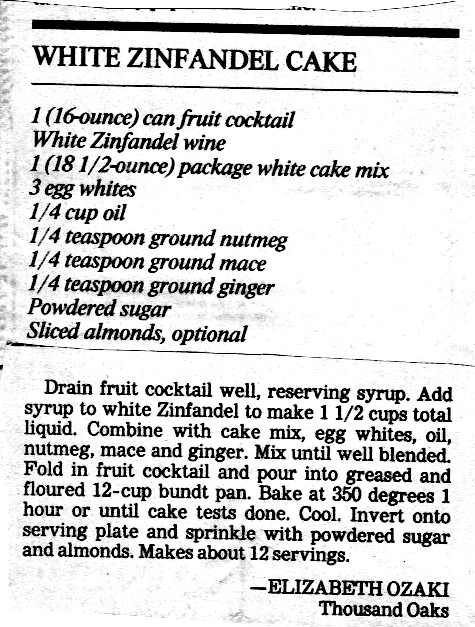 WHITE ZINFANDEL CAKE
1 (16-ounce) can fruit cocktail
White Zinfandel wine
1 (18 1/2-ounce) package white cake mix
3 egg whites
1/4 cup oil
1/4 teaspoon ground nutmeg
1/4 teaspoon ground mace
1/4 teaspoon ground ginger
Powdered sugar
Sliced almonds, optional
Drain fruit cocktail well, reserving syrup. Add
syrup to white Zinfandel to make 1 1/2 cups total
liquid. Combine with cake mix, egg whites, oil,
nutmeg, mace and ginger. Mix until well blended.
Fold in fruit cocktail and pour into greased and
floured 12-cup bundt pan. Bake at 350 degrees 1
hour or until cake tests done. Cool. Invert onto
serving plate and sprinkle with powdered sugar
and almonds. Makes about 12 servings.
—ELIZABETH OZAKI
Thousand Oaks